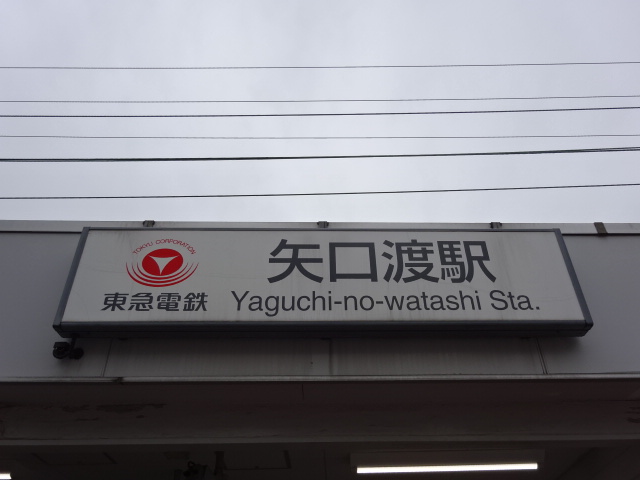 TOKYU CORPORATION
東急電鉄
矢口渡駅
Yaguchi-no-watashi Sta.